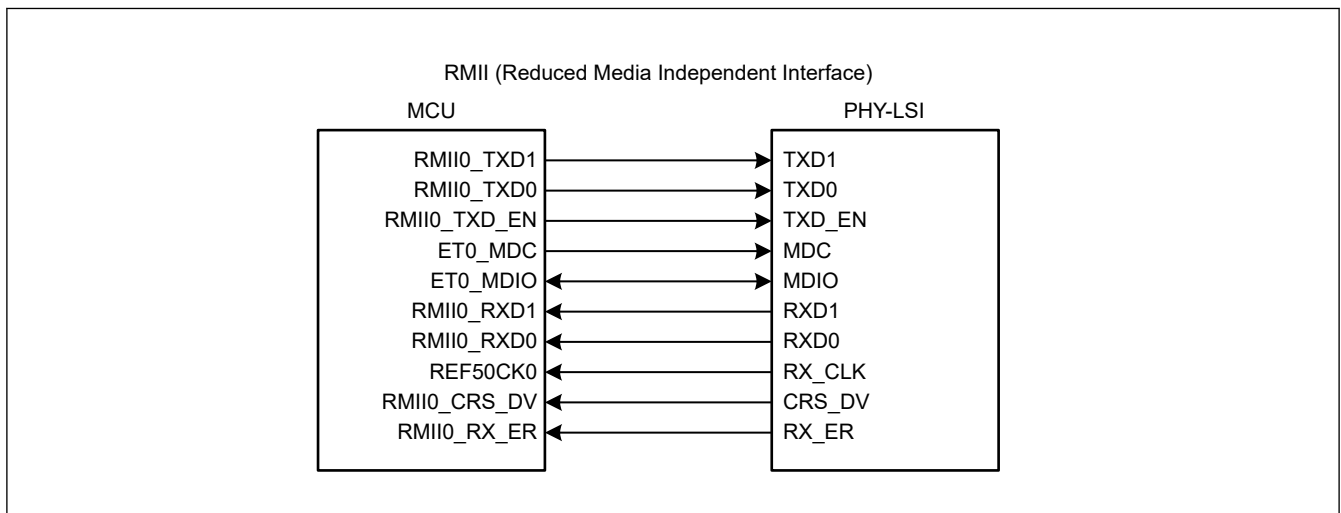 RMII (Reduced Media Independent Interface)
MCU PHY-LSI
RMII0_TXD1 TXD1
RMII0_TXD0 TXD0
RMII0_TXD_EN TXD_EN
ET0_MDC MDC
ET0_MDIO MDIO
RMII0_RXD1 RXD1
RMII0_RXD0 RXD0
REF50CK0 RX_CLK
RMII0_CRS_DV CRS_DV
RMII0_RX_ER RX_ER